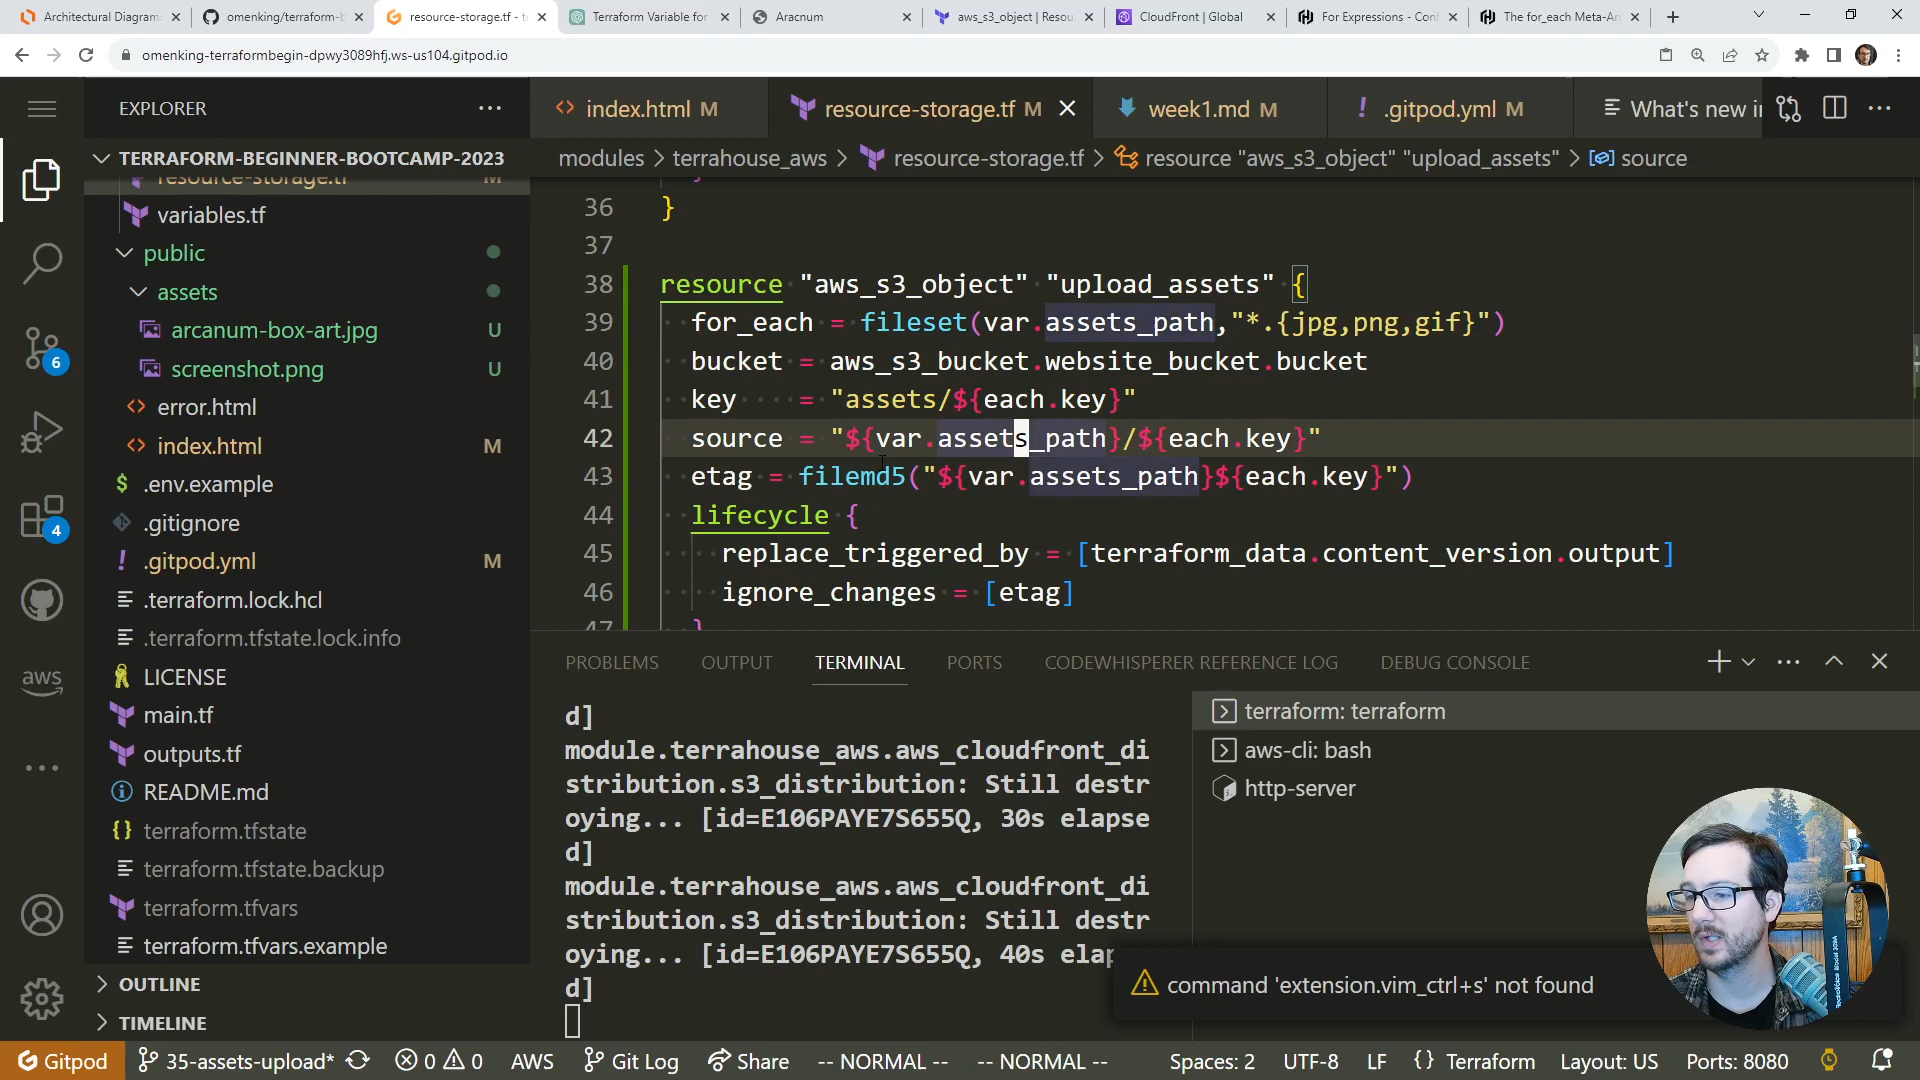 Architectural Diagram
omenking/terraform-b
resource-storage.tf - t
Terraform Variable for
Aracnum
aws_s3_object | Resou
CloudFront | Global
For Expressions - Conf
The for_each Meta-Ar
omenking-terraformbegin-dpwy3089hfj.ws-us104.gitpod.io
EXPLORER
index.html M
resource-storage.tf M
week1.md M
! .gitpod.yml M
What's new i
TERRAFORM-BEGINNER-BOOTCAMP-2023
modules > terrahouse_aws > resource-storage.tf > resource "aws_s3_object" "upload_assets" > source
resource-storage.tf M
variables.tf
public
assets
arcanum-box-art.jpg U
screenshot.png U
error.html
index.html M
$ .env.example
.gitignore
! .gitpod.yml M
.terraform.lock.hcl
.terraform.tfstate.lock.info
LICENSE
main.tf
outputs.tf
README.md
{} terraform.tfstate
terraform.tfstate.backup
terraform.tfvars
terraform.tfvars.example
OUTLINE
TIMELINE
6
4
aws
36 }
37
38 resource "aws_s3_object" "upload_assets" {
39 for_each = fileset(var.assets_path,"*.{jpg,png,gif}")
40 bucket = aws_s3_bucket.website_bucket.bucket
41 key = "assets/${each.key}"
42 source = "${var.assets_path}/${each.key}"
43 etag = filemd5("${var.assets_path}${each.key}")
44 lifecycle {
45 replace_triggered_by = [terraform_data.content_version.output]
46 ignore_changes = [etag]
47 }
PROBLEMS OUTPUT TERMINAL PORTS CODEWHISPERER REFERENCE LOG DEBUG CONSOLE
d]
module.terrahouse_aws.aws_cloudfront_di
stribution.s3_distribution: Still destr
oying... [id=E106PAYE7S655Q, 30s elapse
d]
module.terrahouse_aws.aws_cloudfront_di
stribution.s3_distribution: Still destr
oying... [id=E106PAYE7S655Q, 40s elap
d]
terraform: terraform
aws-cli: bash
http-server
command 'extension.vim_ctrl+s' not found
Gitpod 35-assets-upload* 0 0 AWS Git Log Share -- NORMAL -- -- NORMAL -- Spaces: 2 UTF-8 LF {} Terraform Layout: US Ports: 8080